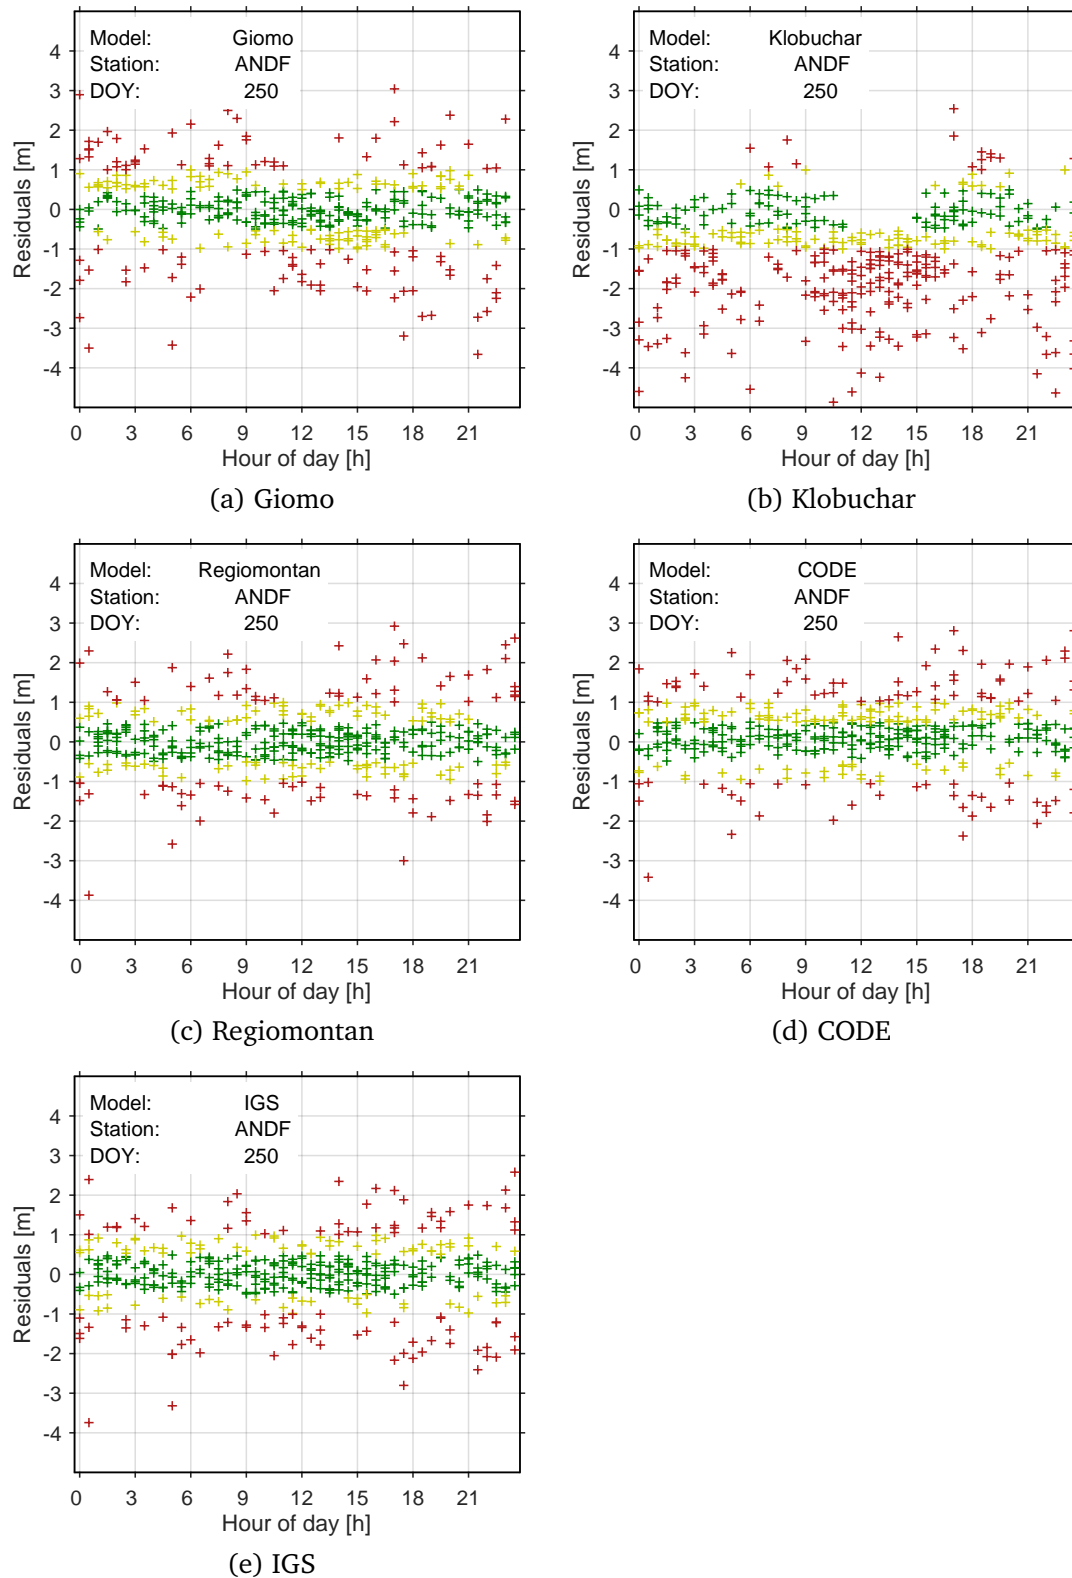 Model: Giomo
Station: ANDF
DOY: 250
4
3
2
1
0
-1
-2
-3
-4
Residuals [m]
0 3 6 9 12 15 18 21
Hour of day [h]
(a) Giomo
Model: Klobuchar
Station: ANDF
DOY: 250
4
3
2
1
0
-1
-2
-3
-4
Residuals [m]
0 3 6 9 12 15 18 21
Hour of day [h]
(b) Klobuchar
Model: Regiomontan
Station: ANDF
DOY: 250
4
3
2
1
0
-1
-2
-3
-4
Residuals [m]
0 3 6 9 12 15 18 21
Hour of day [h]
(c) Regiomontan
Model: CODE
Station: ANDF
DOY: 250
4
3
2
1
0
-1
-2
-3
-4
Residuals [m]
0 3 6 9 12 15 18 21
Hour of day [h]
(d) CODE
Model: IGS
Station: ANDF
DOY: 250
4
3
2
1
0
-1
-2
-3
-4
Residuals [m]
0 3 6 9 12 15 18 21
Hour of day [h]
(e) IGS